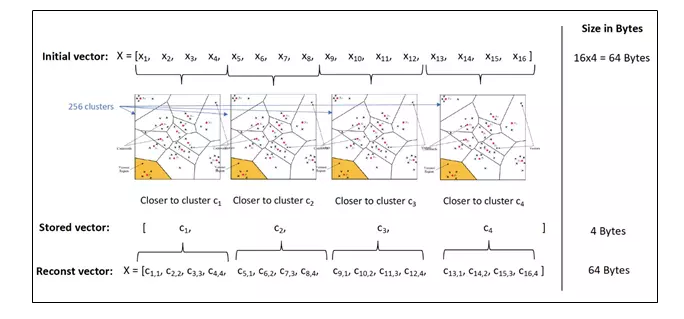 Size in Bytes
Initial vector: X = [x1, x2, x3, x4, x5, x6, x7, x8, x9, x10, x11, x12, x13, x14, x15, x16 ] 16x4 = 64 Bytes
256 clusters
Closer to cluster c1 Closer to cluster c2 Closer to cluster c3 Closer to cluster c4
Stored vector: [ c1, c2, c3, c4 ] 4 Bytes
Reconst vector: X = [c1,1, c2,2, c3,3, c4,4, c5,1, c6,2, c7,3, c8,4, c9,1, c10,2, c11,3, c12,4, c13,1, c14,2, c15,3, c16,4 ] 64 Bytes